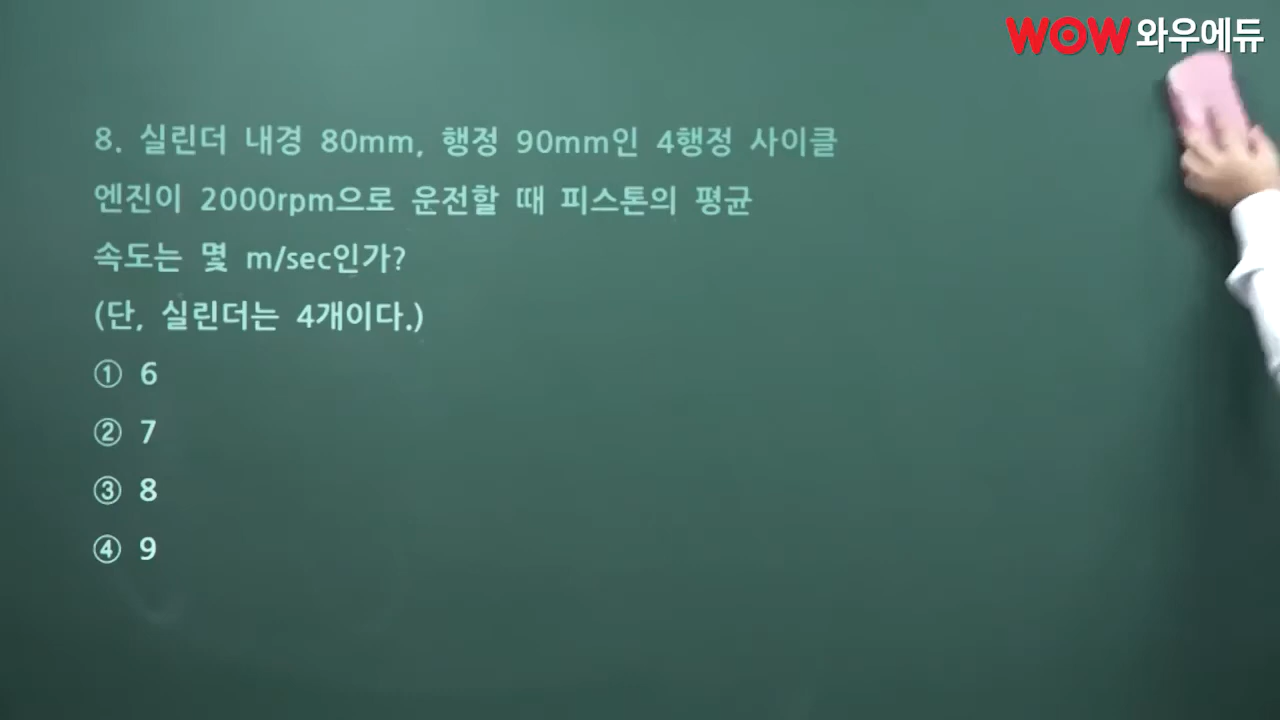 WOW와우에듀
8. 실린더 내경 80mm, 행정 90mm인 4행정 사이클
엔진이 2000rpm으로 운전할 때 피스톤의 평균
속도는 몇 m/sec인가?
(단, 실린더는 4개이다.)
① 6
② 7
③ 8
④ 9